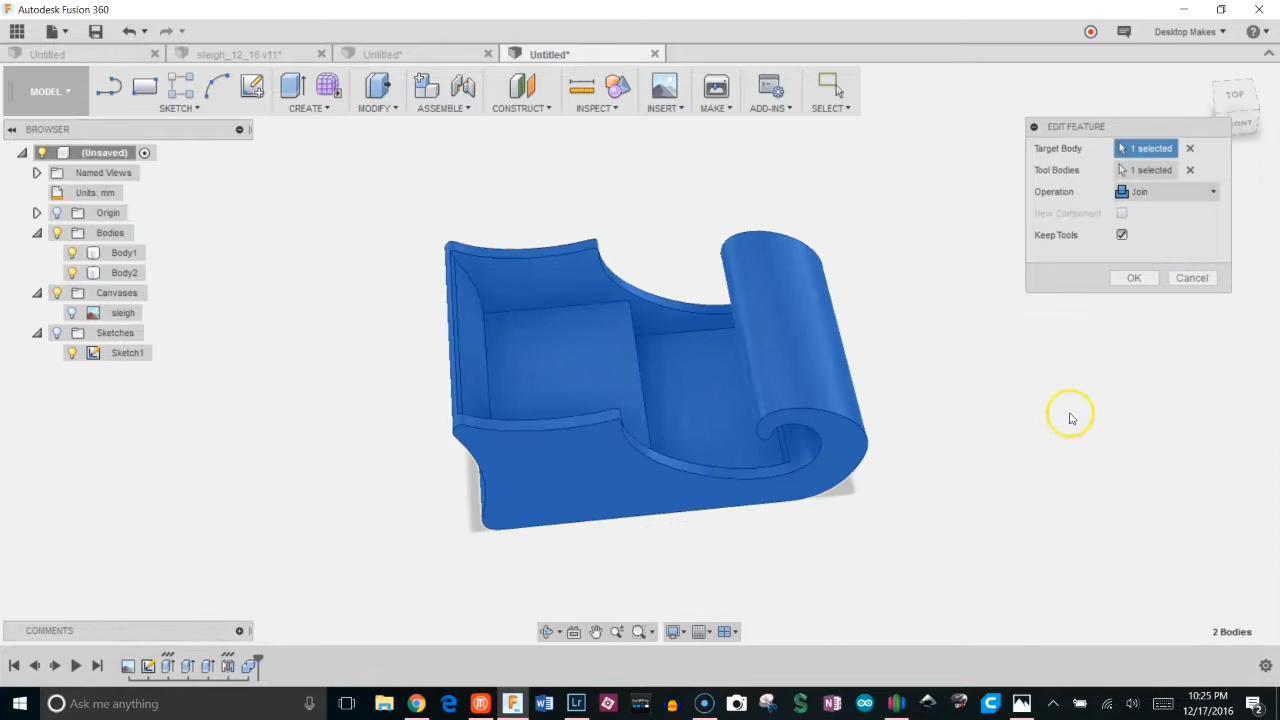 Autodesk Fusion 360
Desktop Makes
Untitled
sleigh_12_16 v11*
Untitled*
Untitled*
MODEL
SKETCH
CREATE
MODIFY
ASSEMBLE
CONSTRUCT
INSPECT
INSERT
MAKE
ADD-INS
SELECT
TOP
FRONT
BROWSER
(Unsaved)
Named Views
Units: mm
Origin
Bodies
Body1
Body2
Canvases
sleigh
Sketches
Sketch1
EDIT FEATURE
Target Body 1 selected
Tool Bodies 1 selected
Operation Join
New Component
Keep Tools
OK Cancel
COMMENTS
2 Bodies
Ask me anything
10:25 PM
12/17/2016